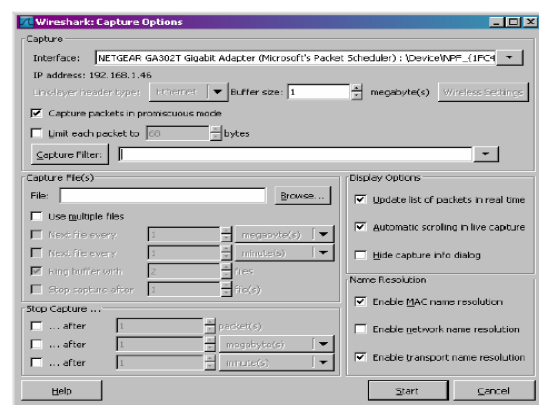 Wireshark: Capture Options
Capture
Interface: NETGEAR GA302T Gigabit Adapter (Microsoft's Packet Scheduler) : \Device\NPF_{1FC4
IP address: 192.168.1.46
Link-layer header type: Ethernet Buffer size: 1 megabyte(s) Wireless Settings
Capture packets in promiscuous mode
Limit each packet to 68 bytes
Capture Filter:
Capture File(s)
File: Browse...
Use multiple files
Next file every 1 megabyte(s)
Next file every 1 minute(s)
Ring buffer with 2 files
Stop capture after 1 file(s)
Stop Capture ...
... after 1 packet(s)
... after 1 megabyte(s)
... after 1 minute(s)
Display Options
Update list of packets in real time
Automatic scrolling in live capture
Hide capture info dialog
Name Resolution
Enable MAC name resolution
Enable network name resolution
Enable transport name resolution
Help Start Cancel